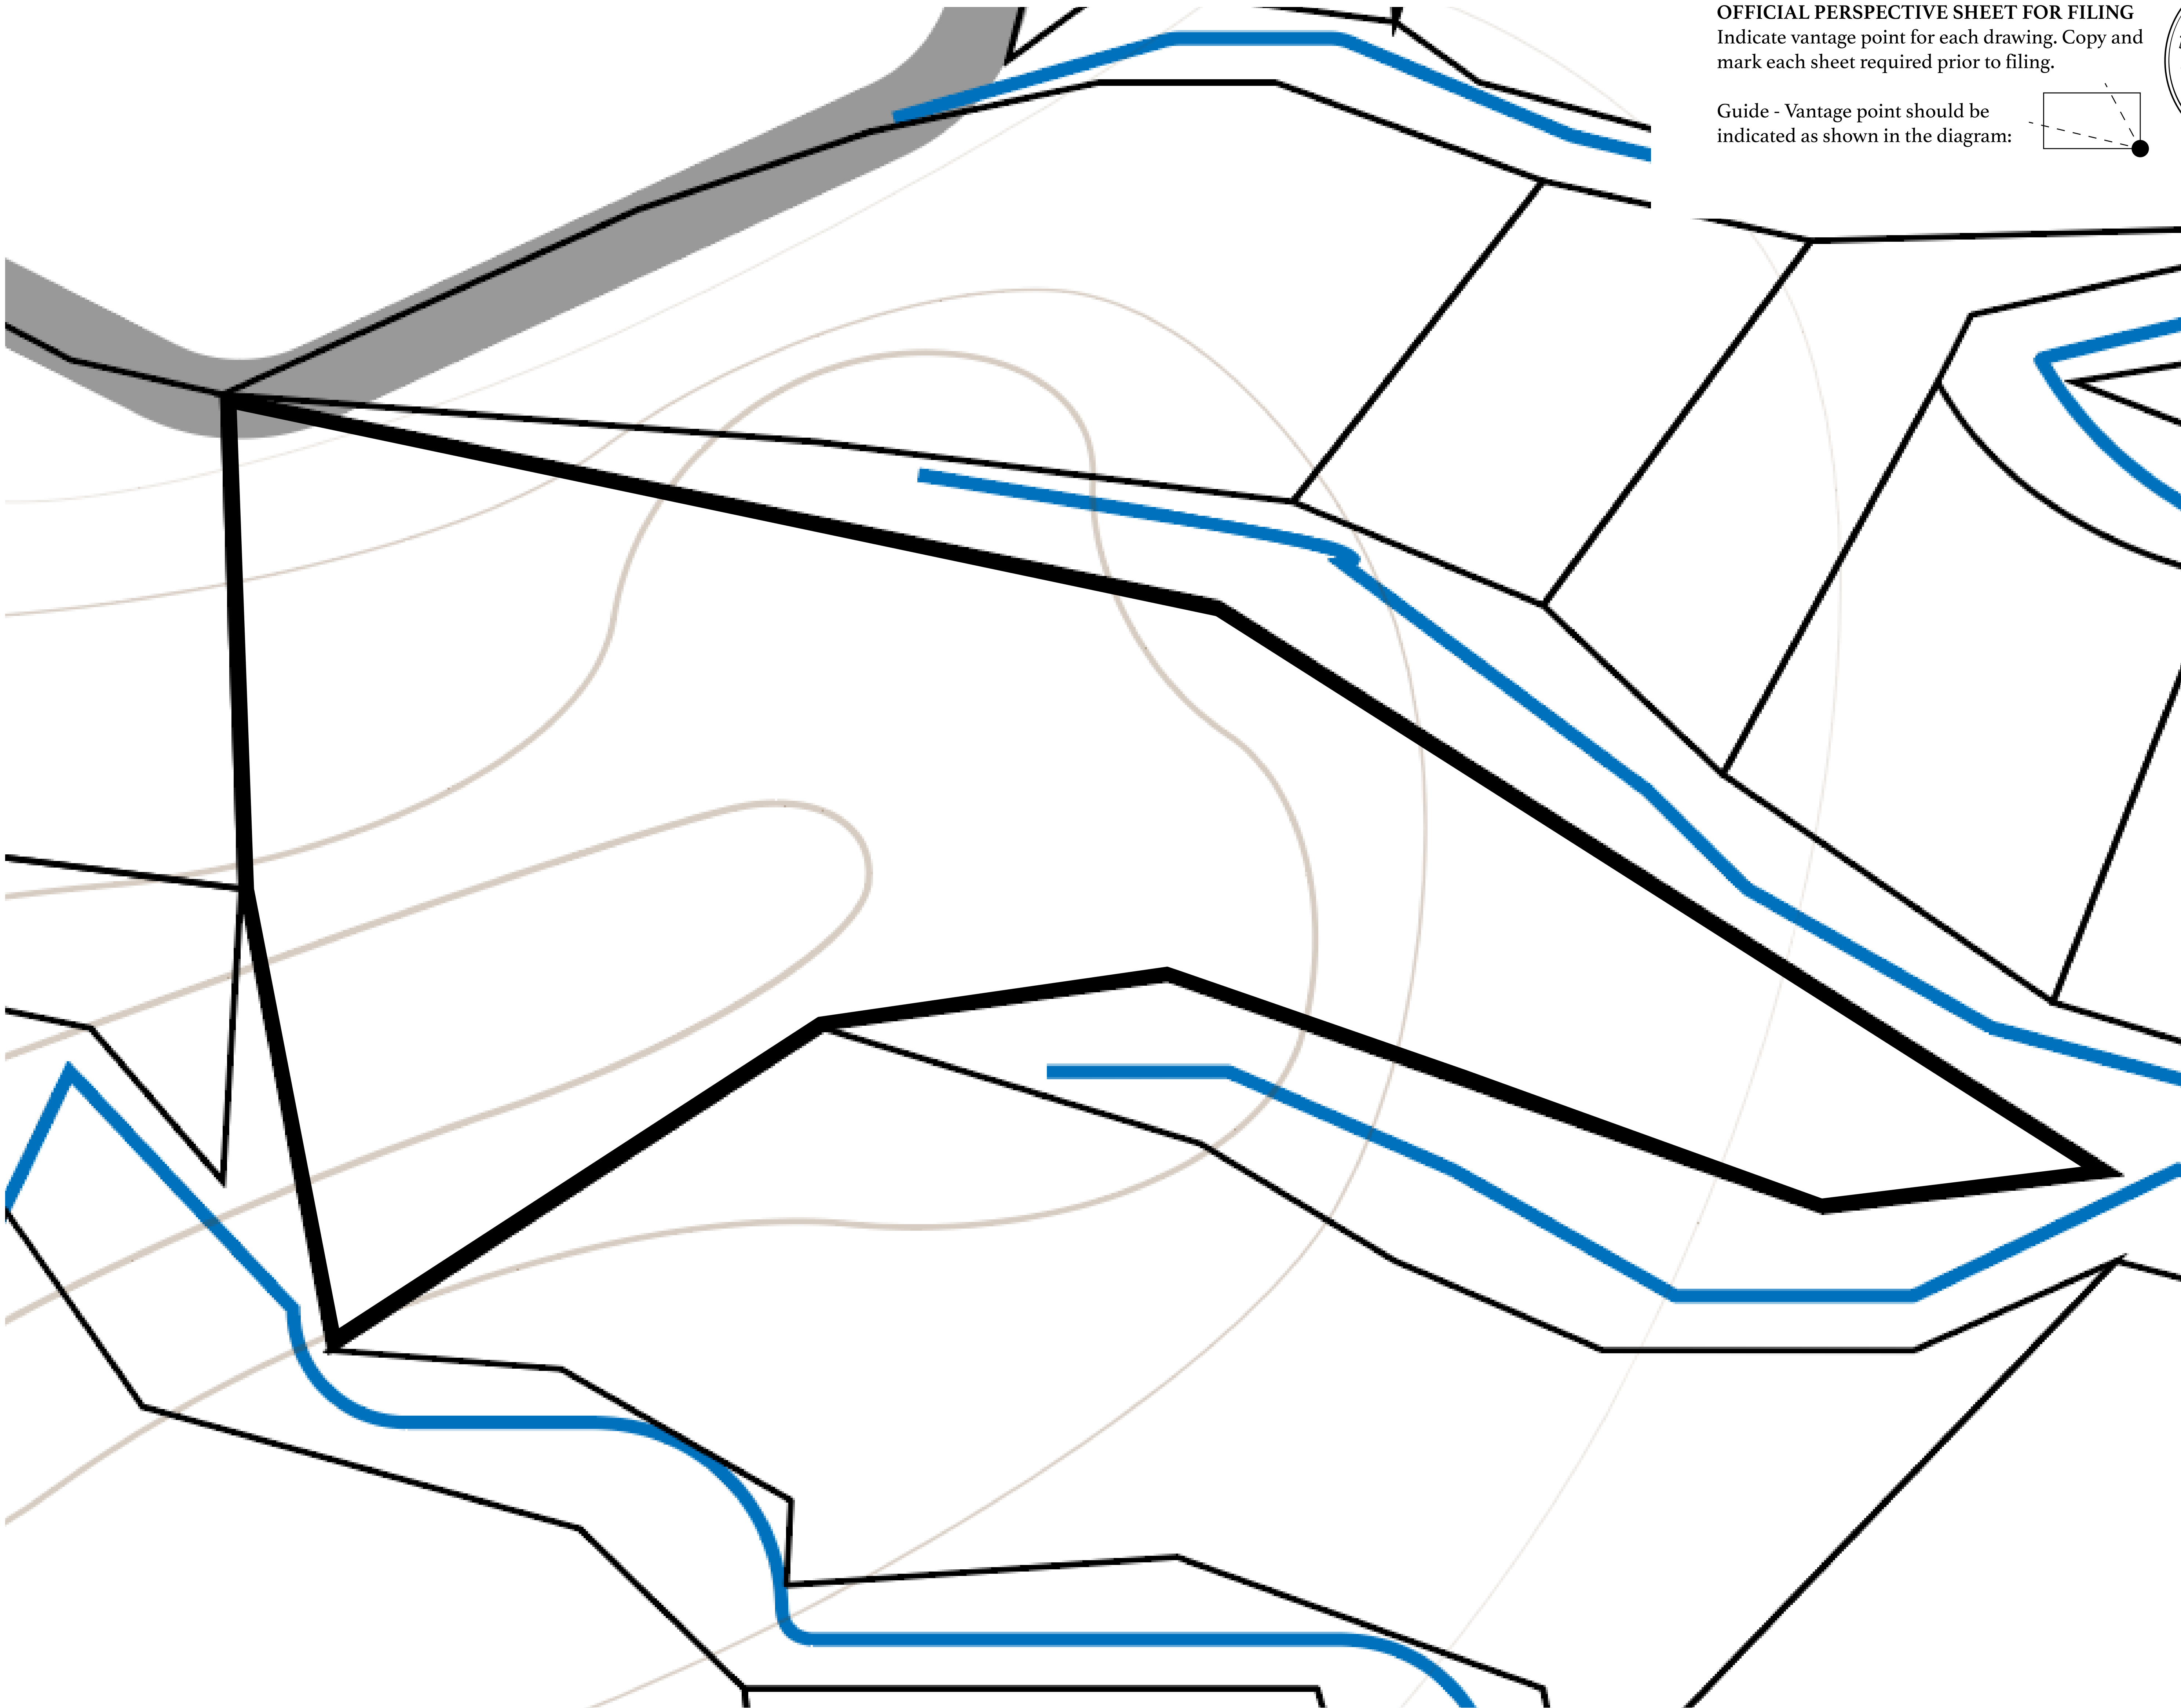 OFFICIAL PERSPECTIVE SHEET FOR FILING
Indicate vantage point for each drawing. Copy and
mark each sheet required prior to filing.
Guide - Vantage point should be
indicated as shown in the diagram: